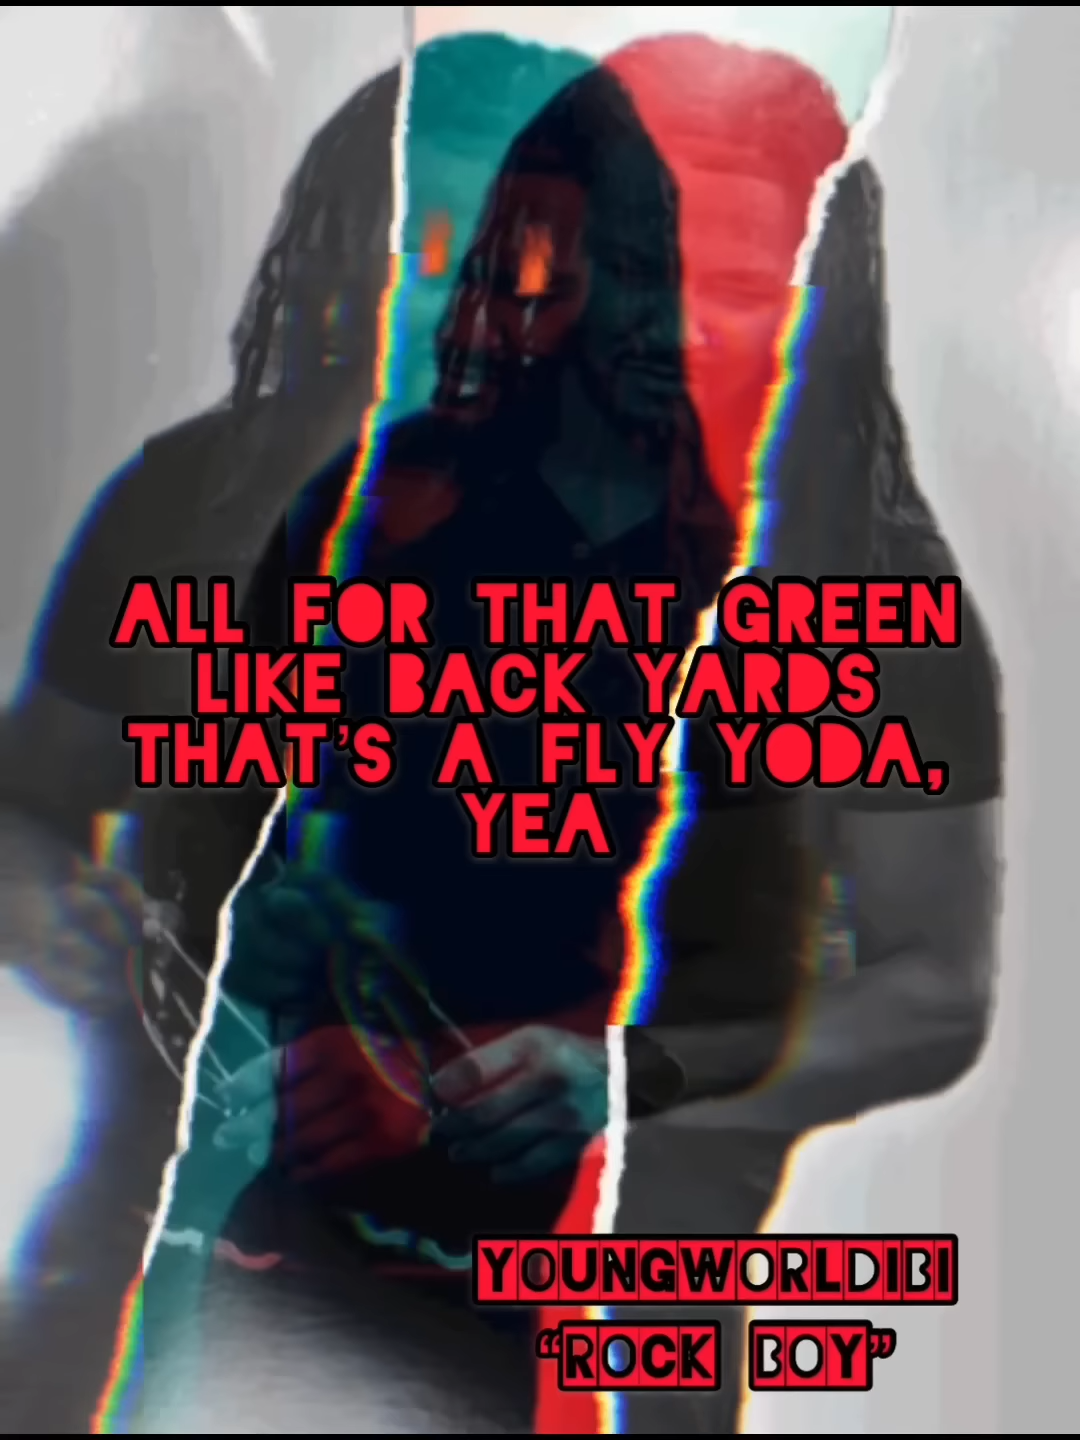 ALL FOR THAT GREEN
LIKE BACK YARDS
THAT'S A FLY YODA,
YEA
YOUNGWORLDIBI
“ROCK BOY”